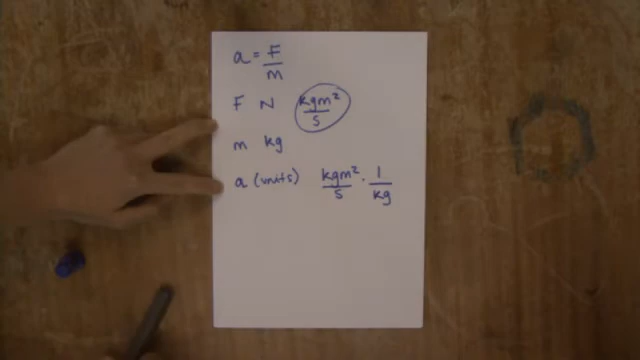 a = F/m
F N kgm²/s
m kg
a (units) kgm²/s · 1/kg